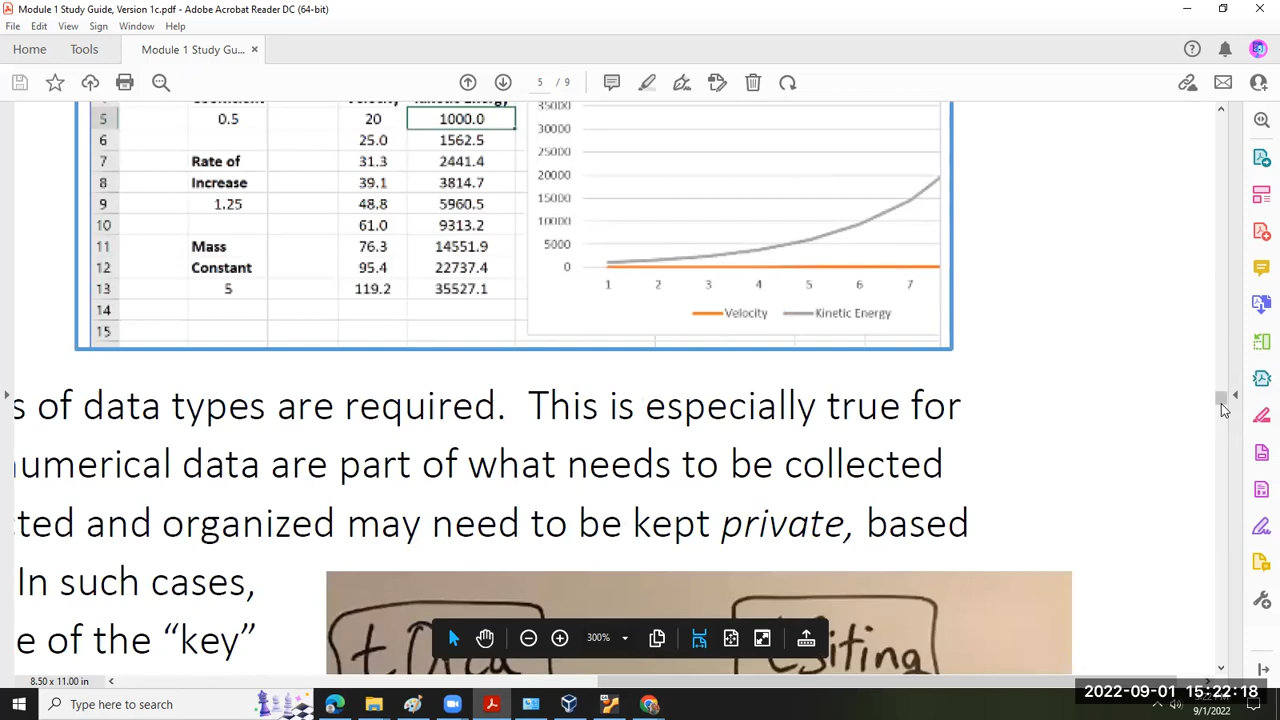 Module 1 Study Guide, Version 1c.pdf - Adobe Acrobat Reader DC (64-bit)
File Edit View Sign Window Help
Home Tools Module 1 Study Gu... ×
5 / 9
Coefficient Velocity Kinetic Energy
5 0.5 20 1000.0
6 25.0 1562.5
7 Rate of 31.3 2441.4
8 Increase 39.1 3814.7
9 1.25 48.8 5960.5
10 61.0 9313.2
11 Mass 76.3 14551.9
12 Constant 95.4 22737.4
13 5 119.2 35527.1
14
15
35000
30000
25000
20000
15000
10000
5000
0
1 2 3 4 5 6 7
Velocity Kinetic Energy
s of data types are required. This is especially true for
numerical data are part of what needs to be collected
cted and organized may need to be kept private, based
In such cases,
e of the “key”
tsiting
300%
8.50 x 11.00 in
Type here to search
2022-09-01 15:22:18
9/1/2022